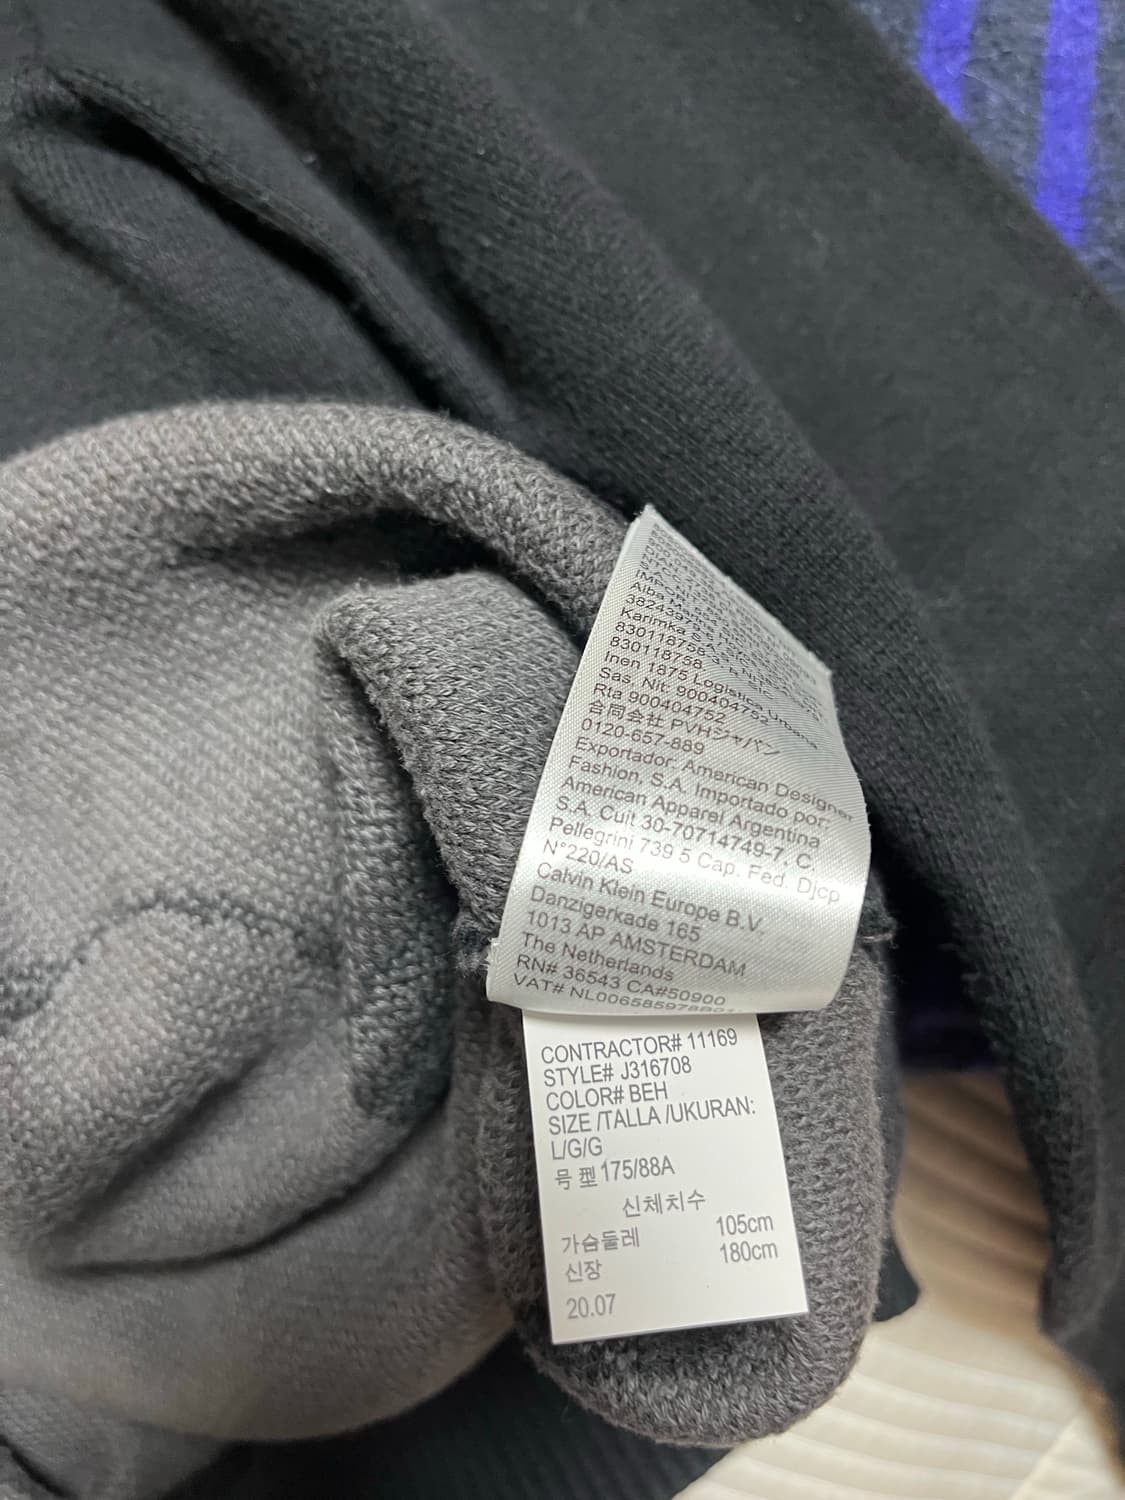 Alba
Karimka S
830118758
830118758
Inen 1875 Logistica Urbana
Sas. Nit: 900404752
Rta 900404752
合同会社 PVHジャパン
0120-657-889
Exportador: American Designer
Fashion, S.A. Importado por:
American Apparel Argentina
S.A. Cuit 30-70714749-7, C.
Pellegrini 739 5 Cap. Fed. Djcp
N°220/AS
Calvin Klein Europe B.V.
Danzigerkade 165
1013 AP AMSTERDAM
The Netherlands
RN# 36543 CA#50900
VAT#
CONTRACTOR# 11169
STYLE# J316708
COLOR# BEH
SIZE /TALLA /UKURAN:
L/G/G
号 型 175/88A
신체치수
가슴둘레 105cm
신장 180cm
20.07